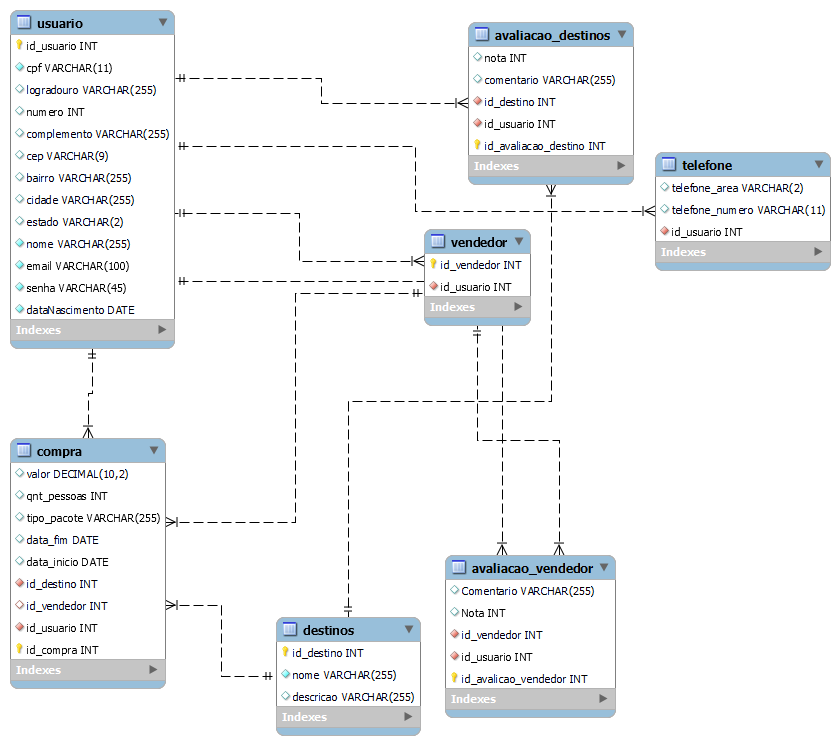 usuario
id_usuario INT
cpf VARCHAR(11)
logradouro VARCHAR(255)
numero INT
complemento VARCHAR(255)
cep VARCHAR(9)
bairro VARCHAR(255)
cidade VARCHAR(255)
estado VARCHAR(2)
nome VARCHAR(255)
email VARCHAR(100)
senha VARCHAR(45)
dataNascimento DATE
Indexes
avaliacao_destinos
nota INT
comentario VARCHAR(255)
id_destino INT
id_usuario INT
id_avaliacao_destino INT
Indexes
telefone
telefone_area VARCHAR(2)
telefone_numero VARCHAR(11)
id_usuario INT
Indexes
vendedor
id_vendedor INT
id_usuario INT
Indexes
compra
valor DECIMAL(10,2)
qnt_pessoas INT
tipo_pacote VARCHAR(255)
data_fim DATE
data_inicio DATE
id_destino INT
id_vendedor INT
id_usuario INT
id_compra INT
Indexes
destinos
id_destino INT
nome VARCHAR(255)
descricao VARCHAR(255)
Indexes
avaliacao_vendedor
Comentario VARCHAR(255)
Nota INT
id_vendedor INT
id_usuario INT
id_avalicao_vendedor INT
Indexes